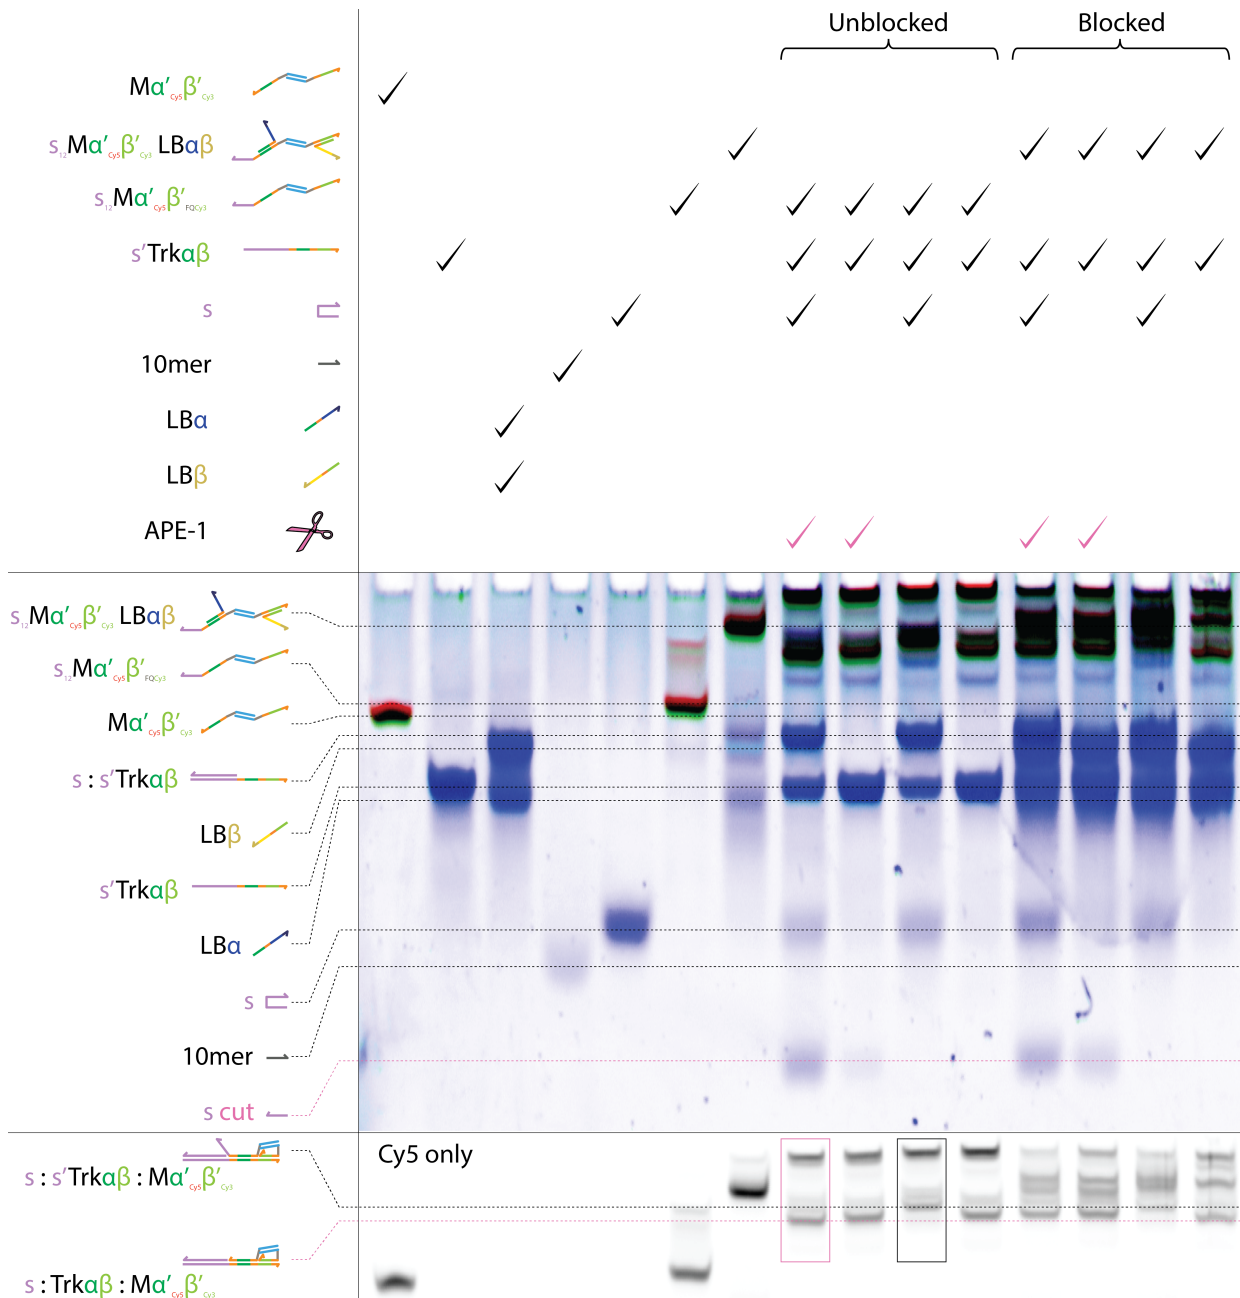 Unblocked Blocked
Mα'Cy5β'Cy3
s12Mα'Cy5β'Cy3 LBαβ
s12Mα'Cy5β'FQCy3
s'Trkαβ
s
10mer
LBα
LBβ
APE-1
s12Mα'Cy5β'Cy3 LBαβ
s12Mα'Cy5β'FQCy3
Mα'Cy5β'Cy3
s : s'Trkαβ
LBβ
s'Trkαβ
LBα
s
10mer
s cut
Cy5 only
s : s'Trkαβ : Mα'Cy5β'Cy3
s : Trkαβ : Mα'Cy5β'Cy3